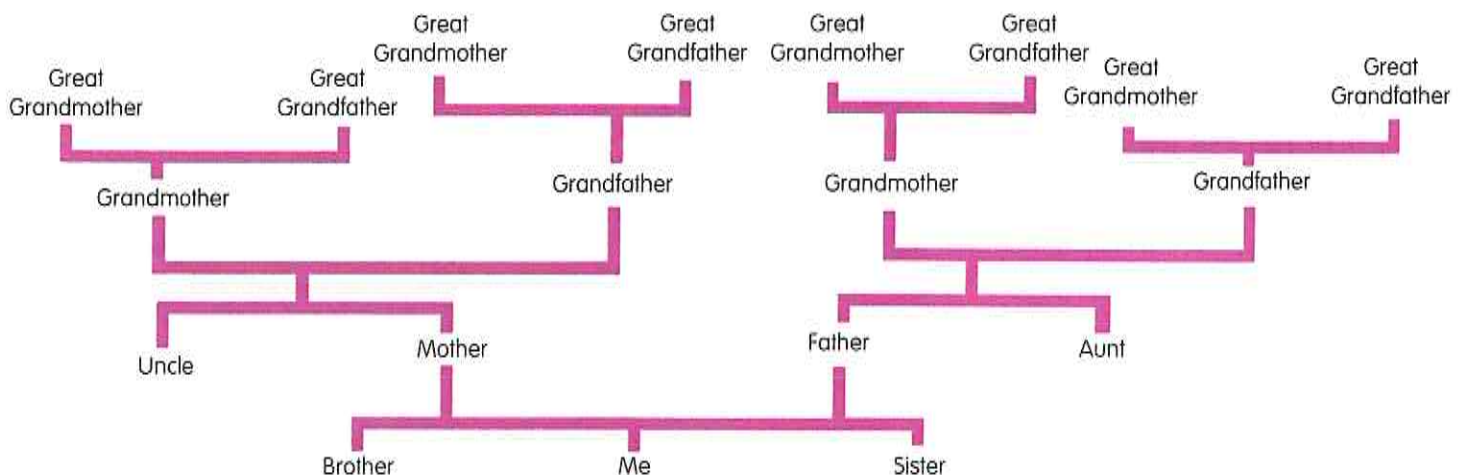 Great
Grandmother
Great
Grandfather
Great
Grandmother
Great
Grandfather
Great
Grandmother
Great
Grandfather
Great
Grandmother
Great
Grandfather
Grandmother
Grandfather
Grandmother
Grandfather
Uncle
Mother
Father
Aunt
Brother
Me
Sister